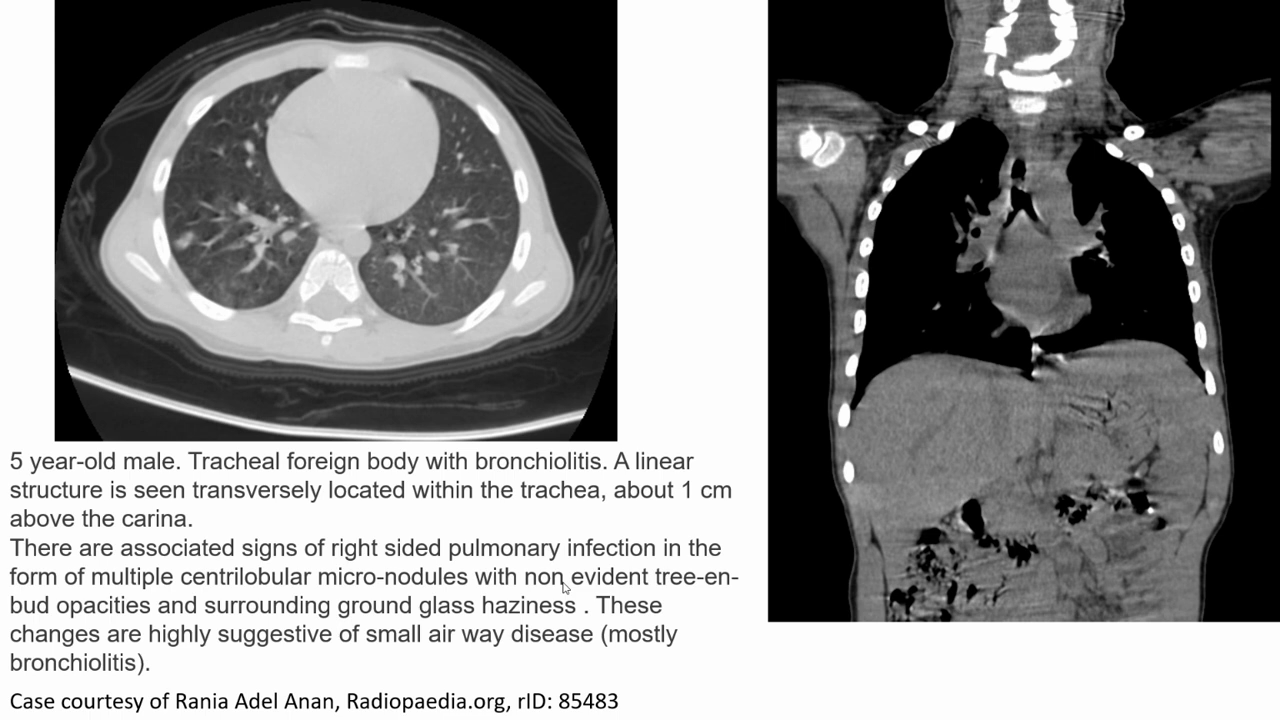 5 year-old male. Tracheal foreign body with bronchiolitis. A linear
structure is seen transversely located within the trachea, about 1 cm
above the carina.
There are associated signs of right sided pulmonary infection in the
form of multiple centrilobular micro-nodules with non evident tree-en-
bud opacities and surrounding ground glass haziness . These
changes are highly suggestive of small air way disease (mostly
bronchiolitis).
Case courtesy of Rania Adel Anan, Radiopaedia.org, rID: 85483